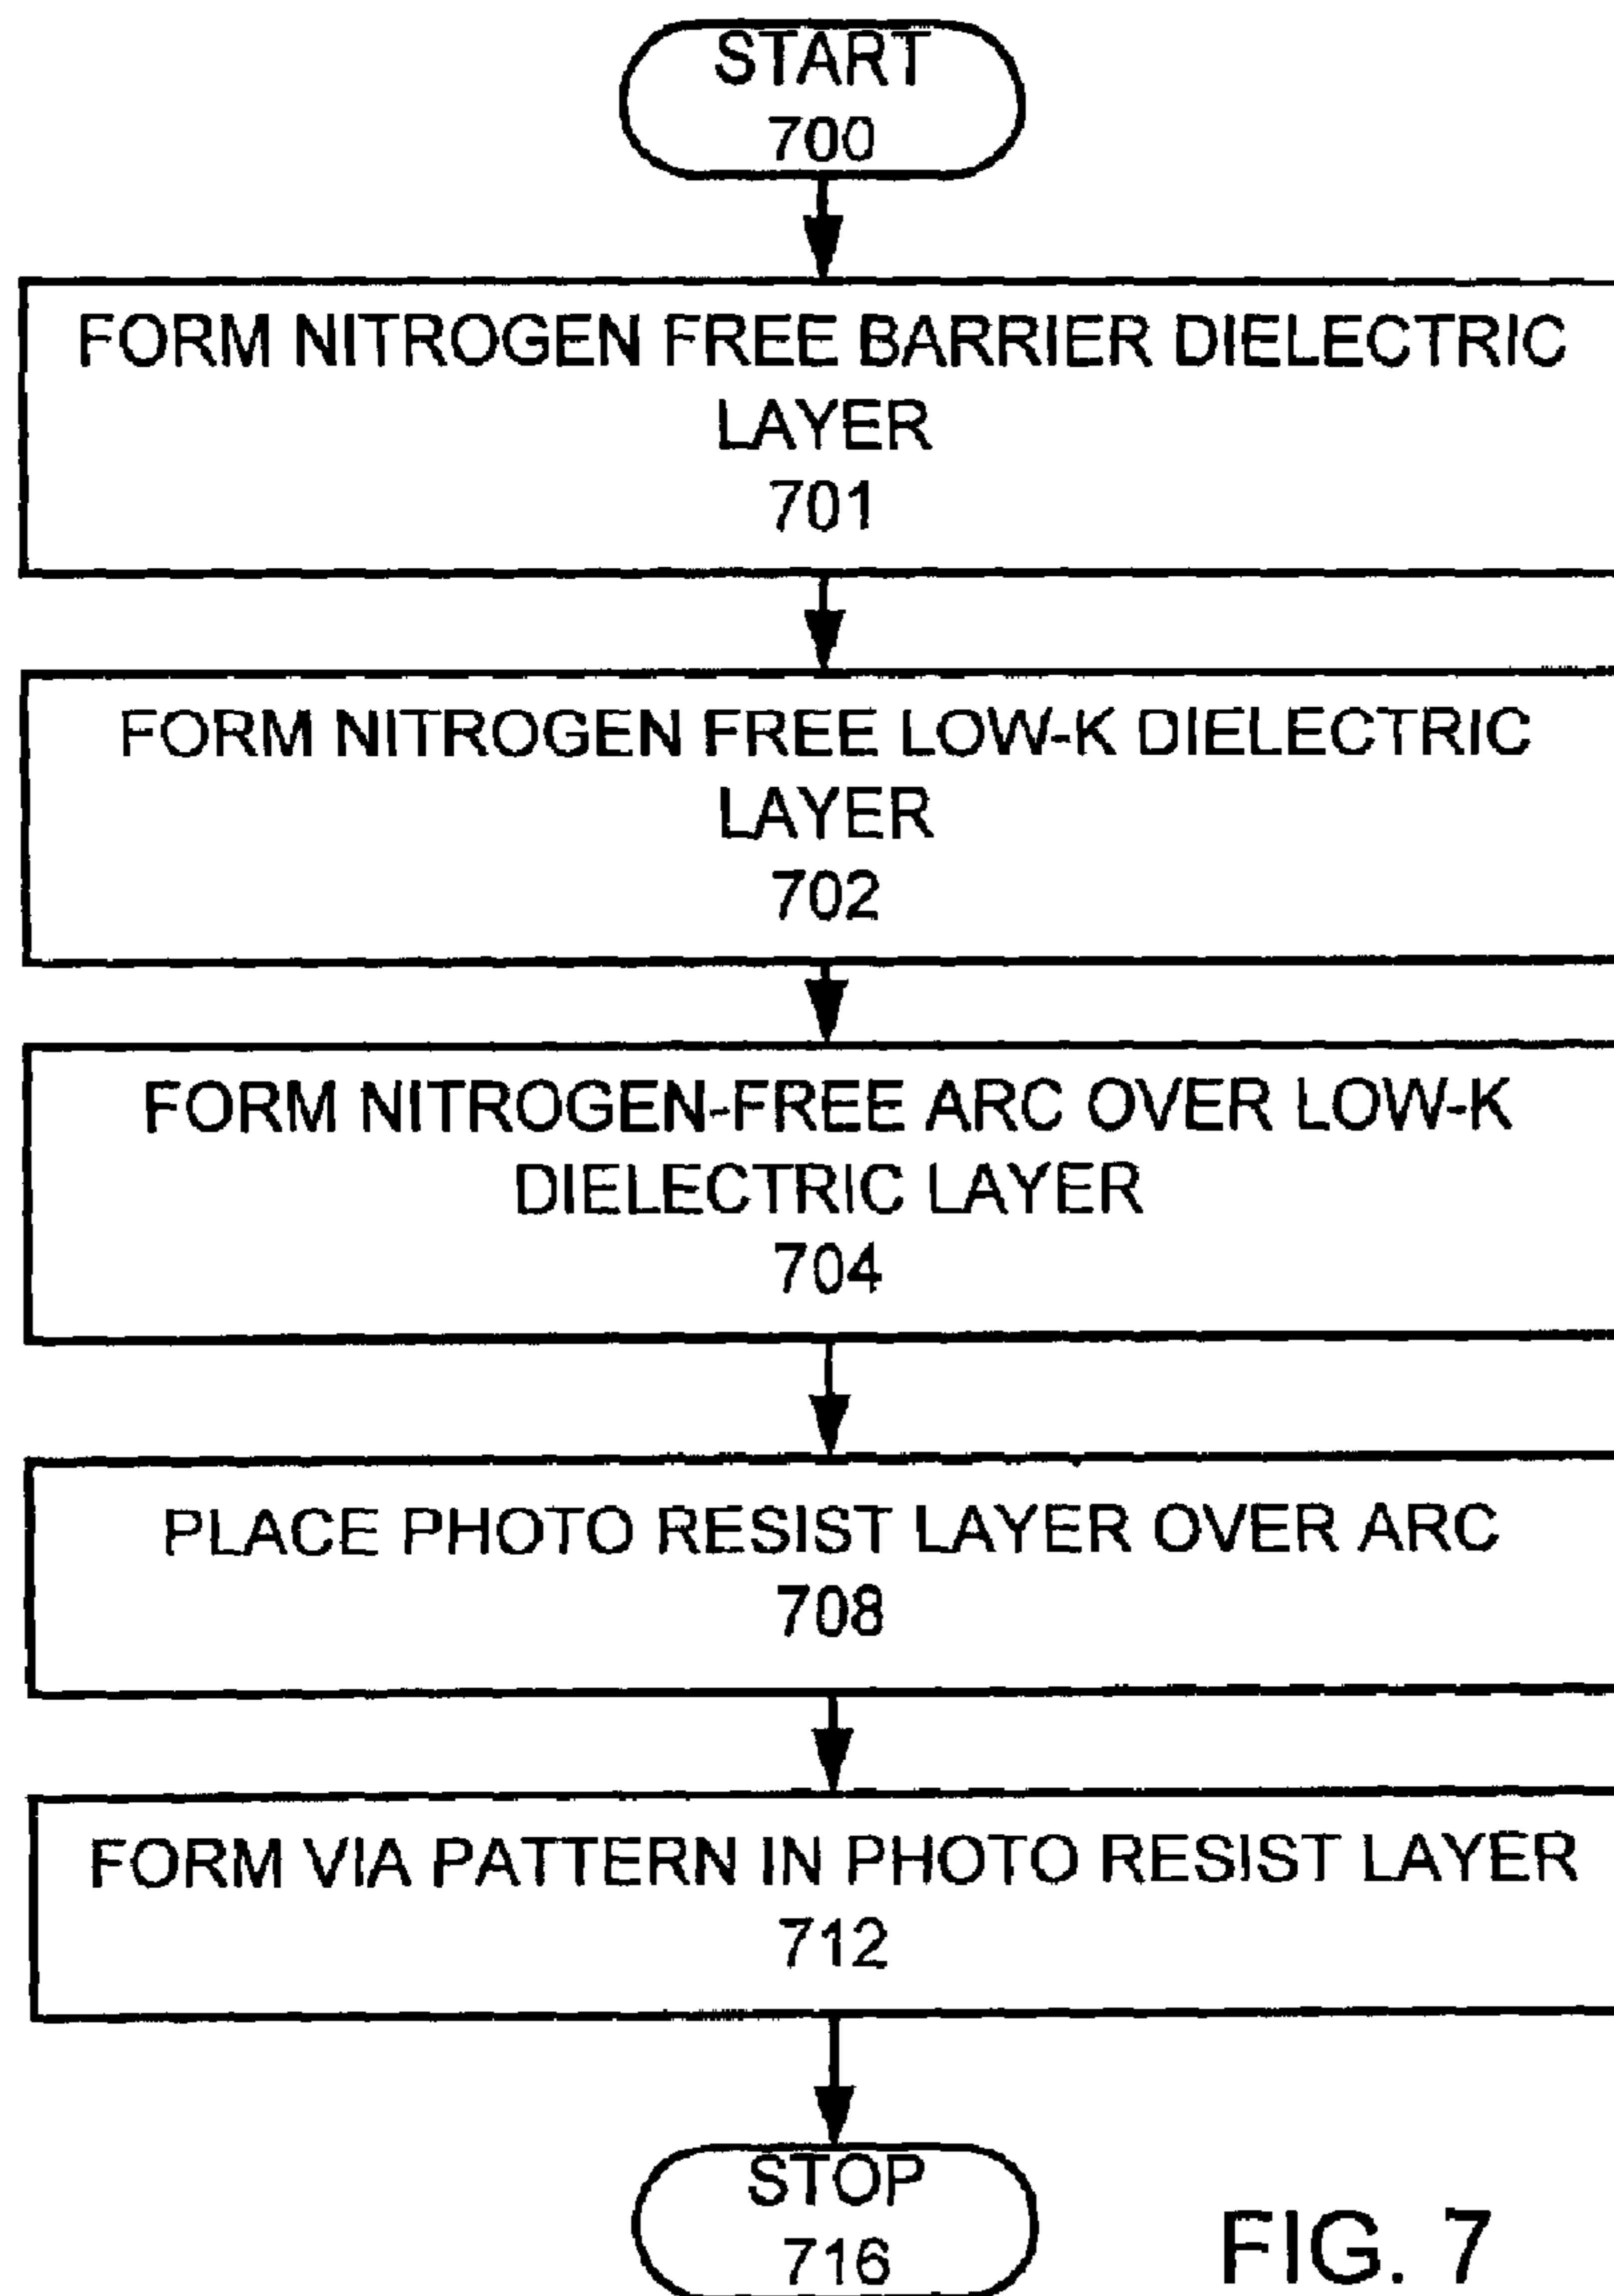 START
700
FORM NITROGEN FREE BARRIER DIELECTRIC
LAYER
701
FORM NITROGEN FREE LOW-K DIELECTRIC
LAYER
702
FORM NITROGEN-FREE ARC OVER LOW-K
DIELECTRIC LAYER
704
PLACE PHOTO RESIST LAYER OVER ARC
708
FORM VIA PATTERN IN PHOTO RESIST LAYER
712
STOP
716
FIG. 7